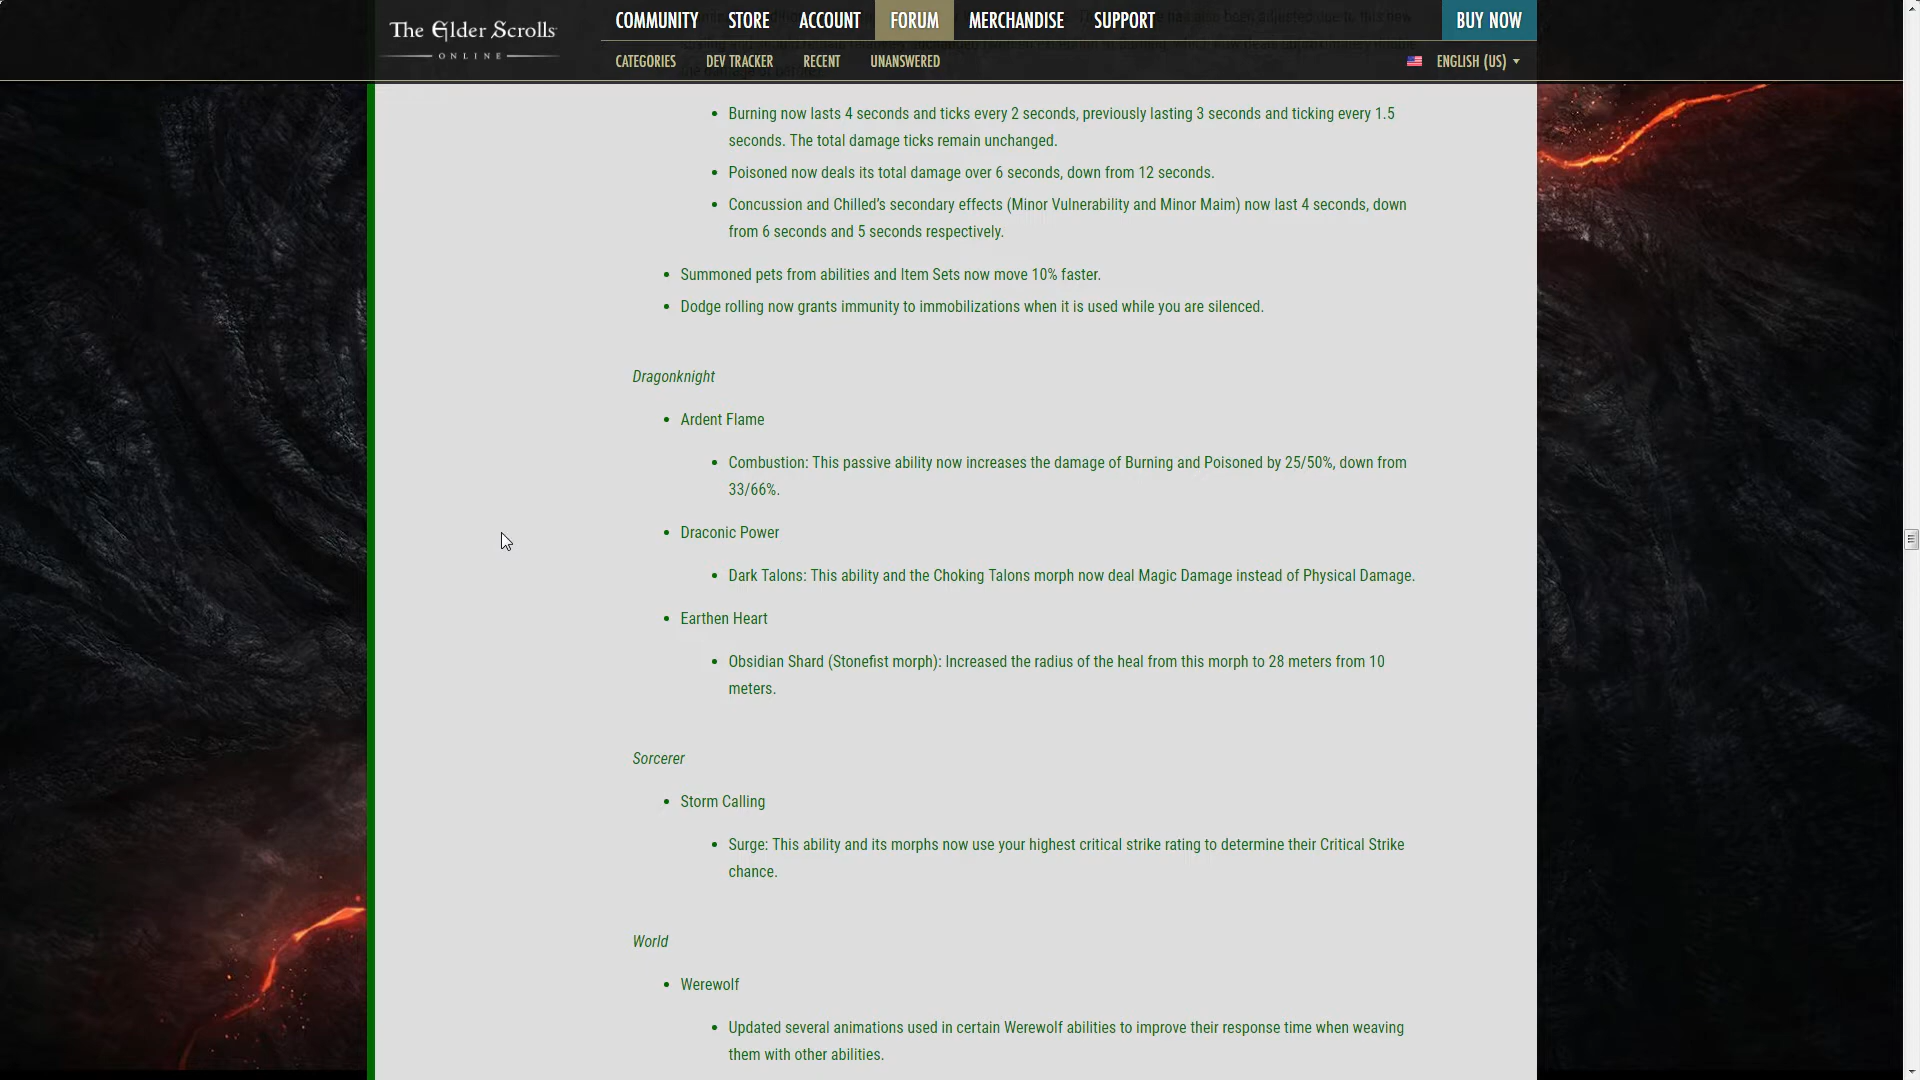 The Elder Scrolls
ONLINE
COMMUNITY STORE ACCOUNT FORUM MERCHANDISE SUPPORT BUY NOW
CATEGORIES DEV TRACKER RECENT UNANSWERED ENGLISH (US)
Burning now lasts 4 seconds and ticks every 2 seconds, previously lasting 3 seconds and ticking every 1.5
seconds. The total damage ticks remain unchanged.
Poisoned now deals its total damage over 6 seconds, down from 12 seconds.
Concussion and Chilled’s secondary effects (Minor Vulnerability and Minor Maim) now last 4 seconds, down
from 6 seconds and 5 seconds respectively.
Summoned pets from abilities and Item Sets now move 10% faster.
Dodge rolling now grants immunity to immobilizations when it is used while you are silenced.
Dragonknight
Ardent Flame
Combustion: This passive ability now increases the damage of Burning and Poisoned by 25/50%, down from
33/66%.
Draconic Power
Dark Talons: This ability and the Choking Talons morph now deal Magic Damage instead of Physical Damage.
Earthen Heart
Obsidian Shard (Stonefist morph): Increased the radius of the heal from this morph to 28 meters from 10
meters.
Sorcerer
Storm Calling
Surge: This ability and its morphs now use your highest critical strike rating to determine their Critical Strike
chance.
World
Werewolf
Updated several animations used in certain Werewolf abilities to improve their response time when weaving
them with other abilities.